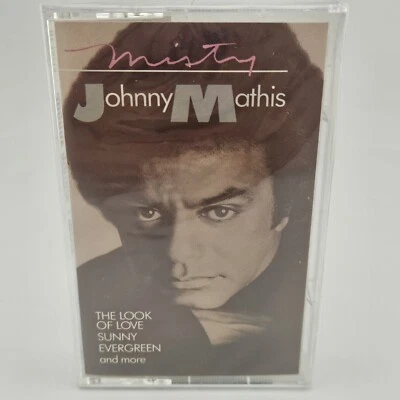 Misty
Johnny Mathis
THE LOOK
OF LOVE
SUNNY
EVERGREEN
and more